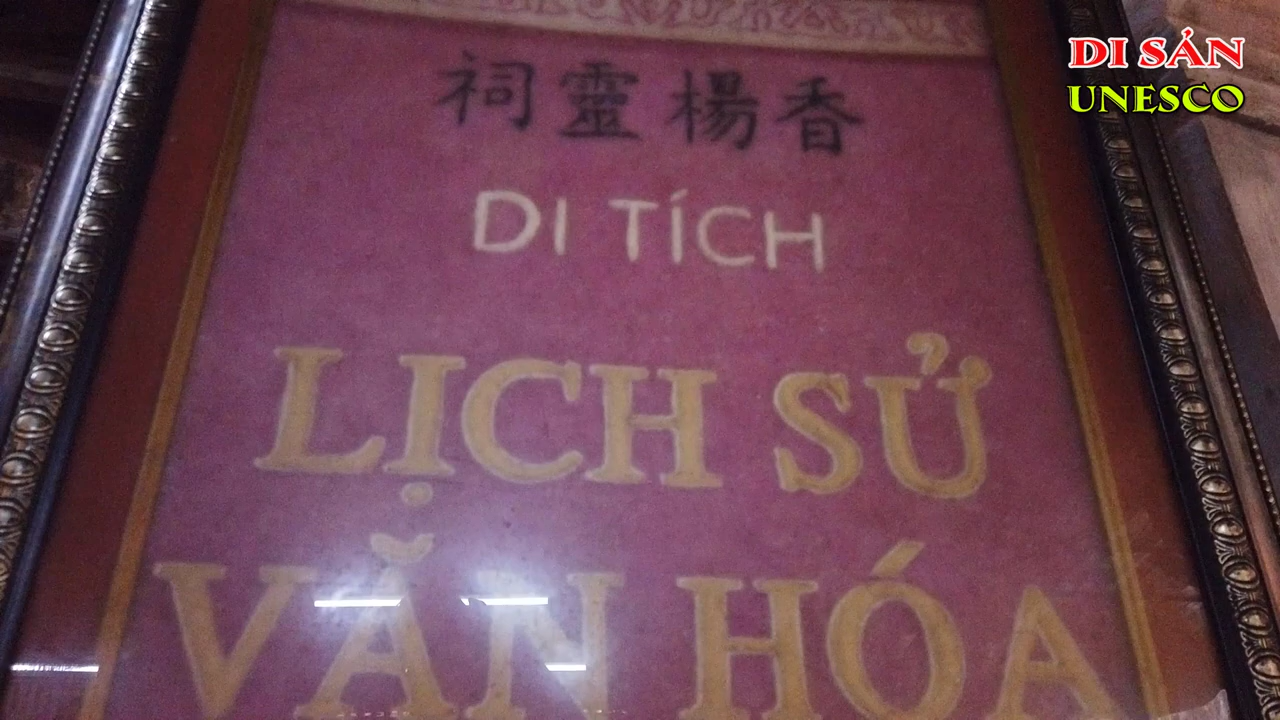 祠靈楊香
DI TÍCH
LỊCH SỬ
VĂN HÓA
DI SẢN
UNESCO